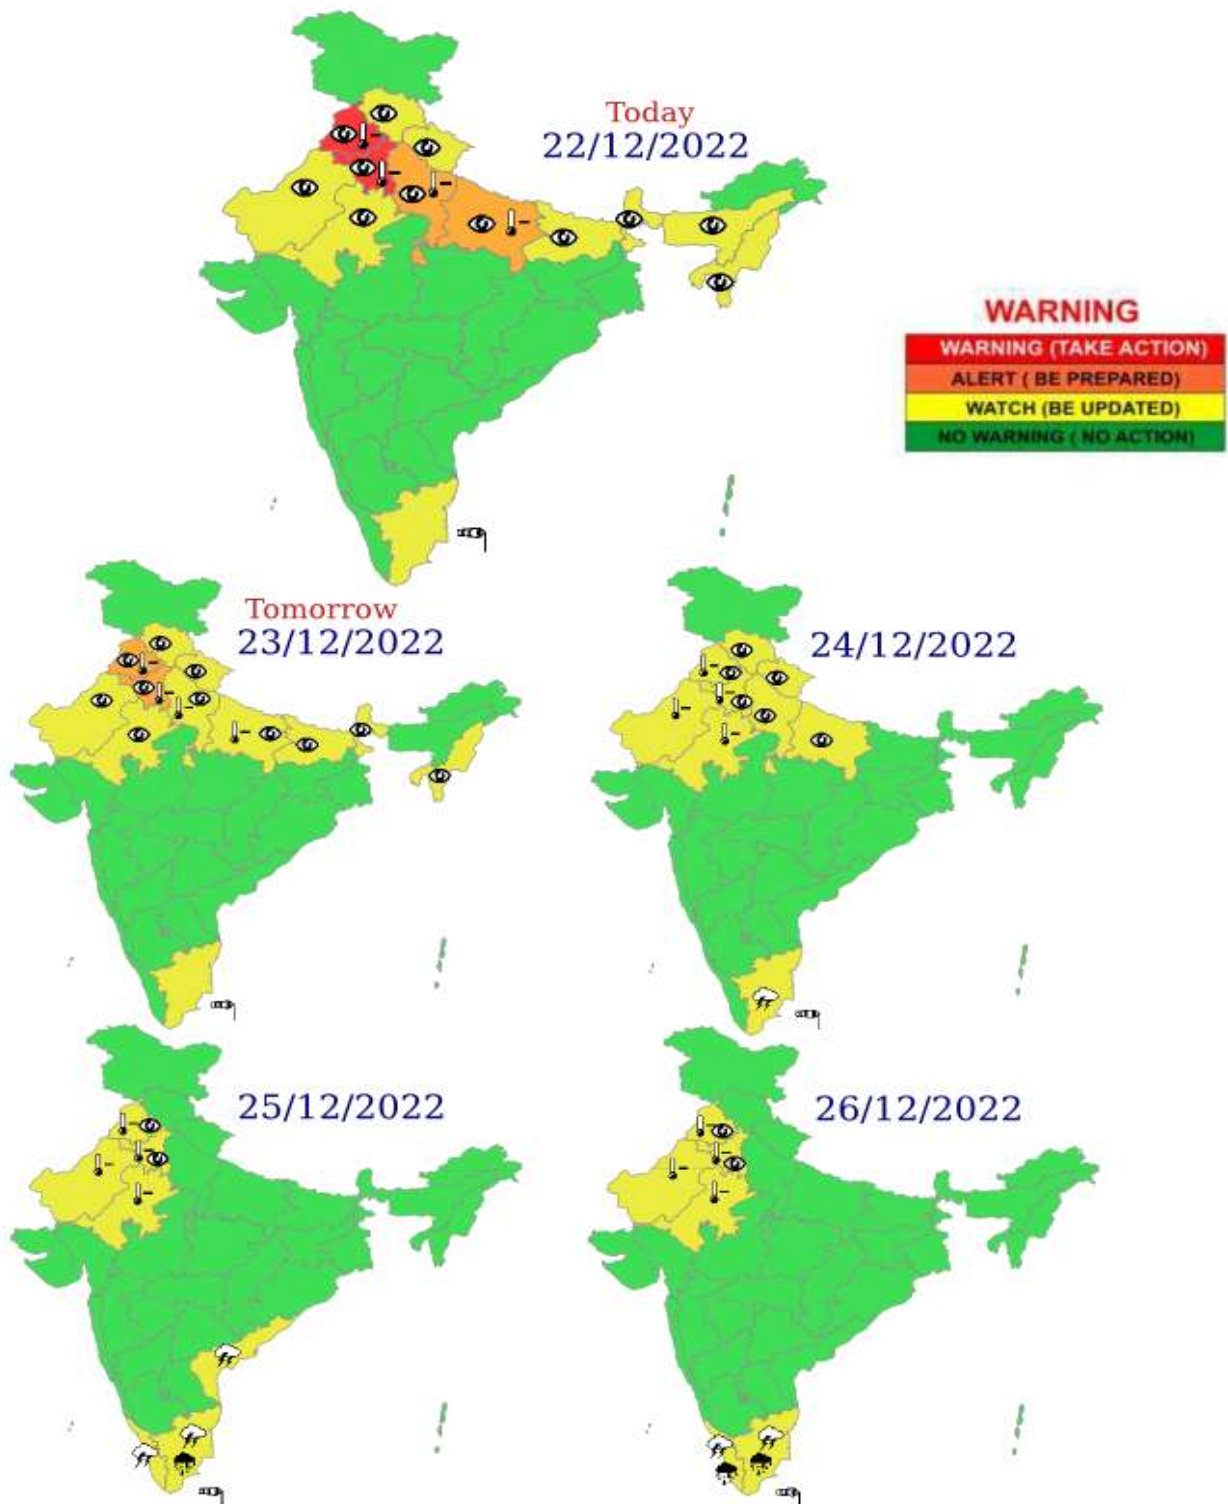 Today
22/12/2022
WARNING
WARNING (TAKE ACTION)
ALERT ( BE PREPARED)
WATCH (BE UPDATED)
NO WARNING ( NO ACTION)
Tomorrow
23/12/2022
24/12/2022
25/12/2022
26/12/2022